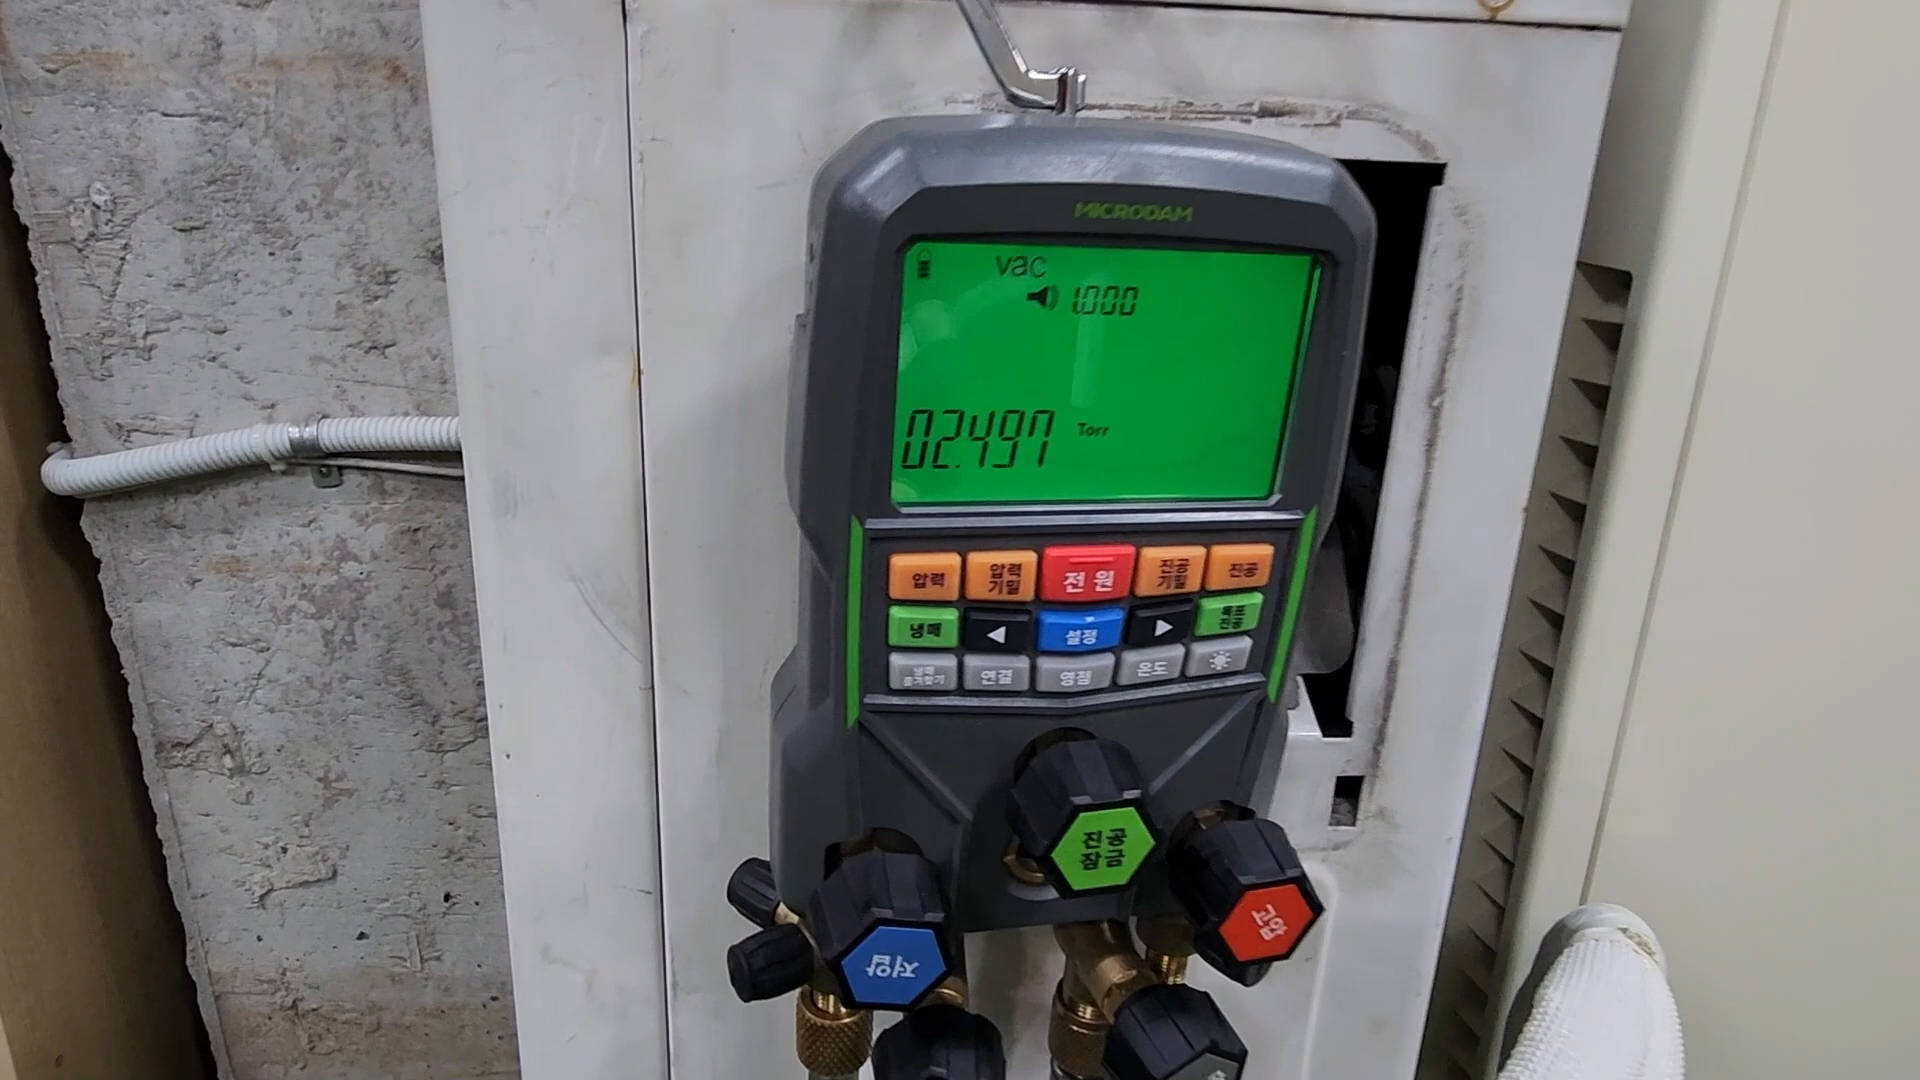 MICRODAM
vac
1.000
02.497 Torr
압력 압력기밀 전원 진공기밀 진공
냉매 설정 목표진공
연결 영점 온도
진공
잠금
저압
고압